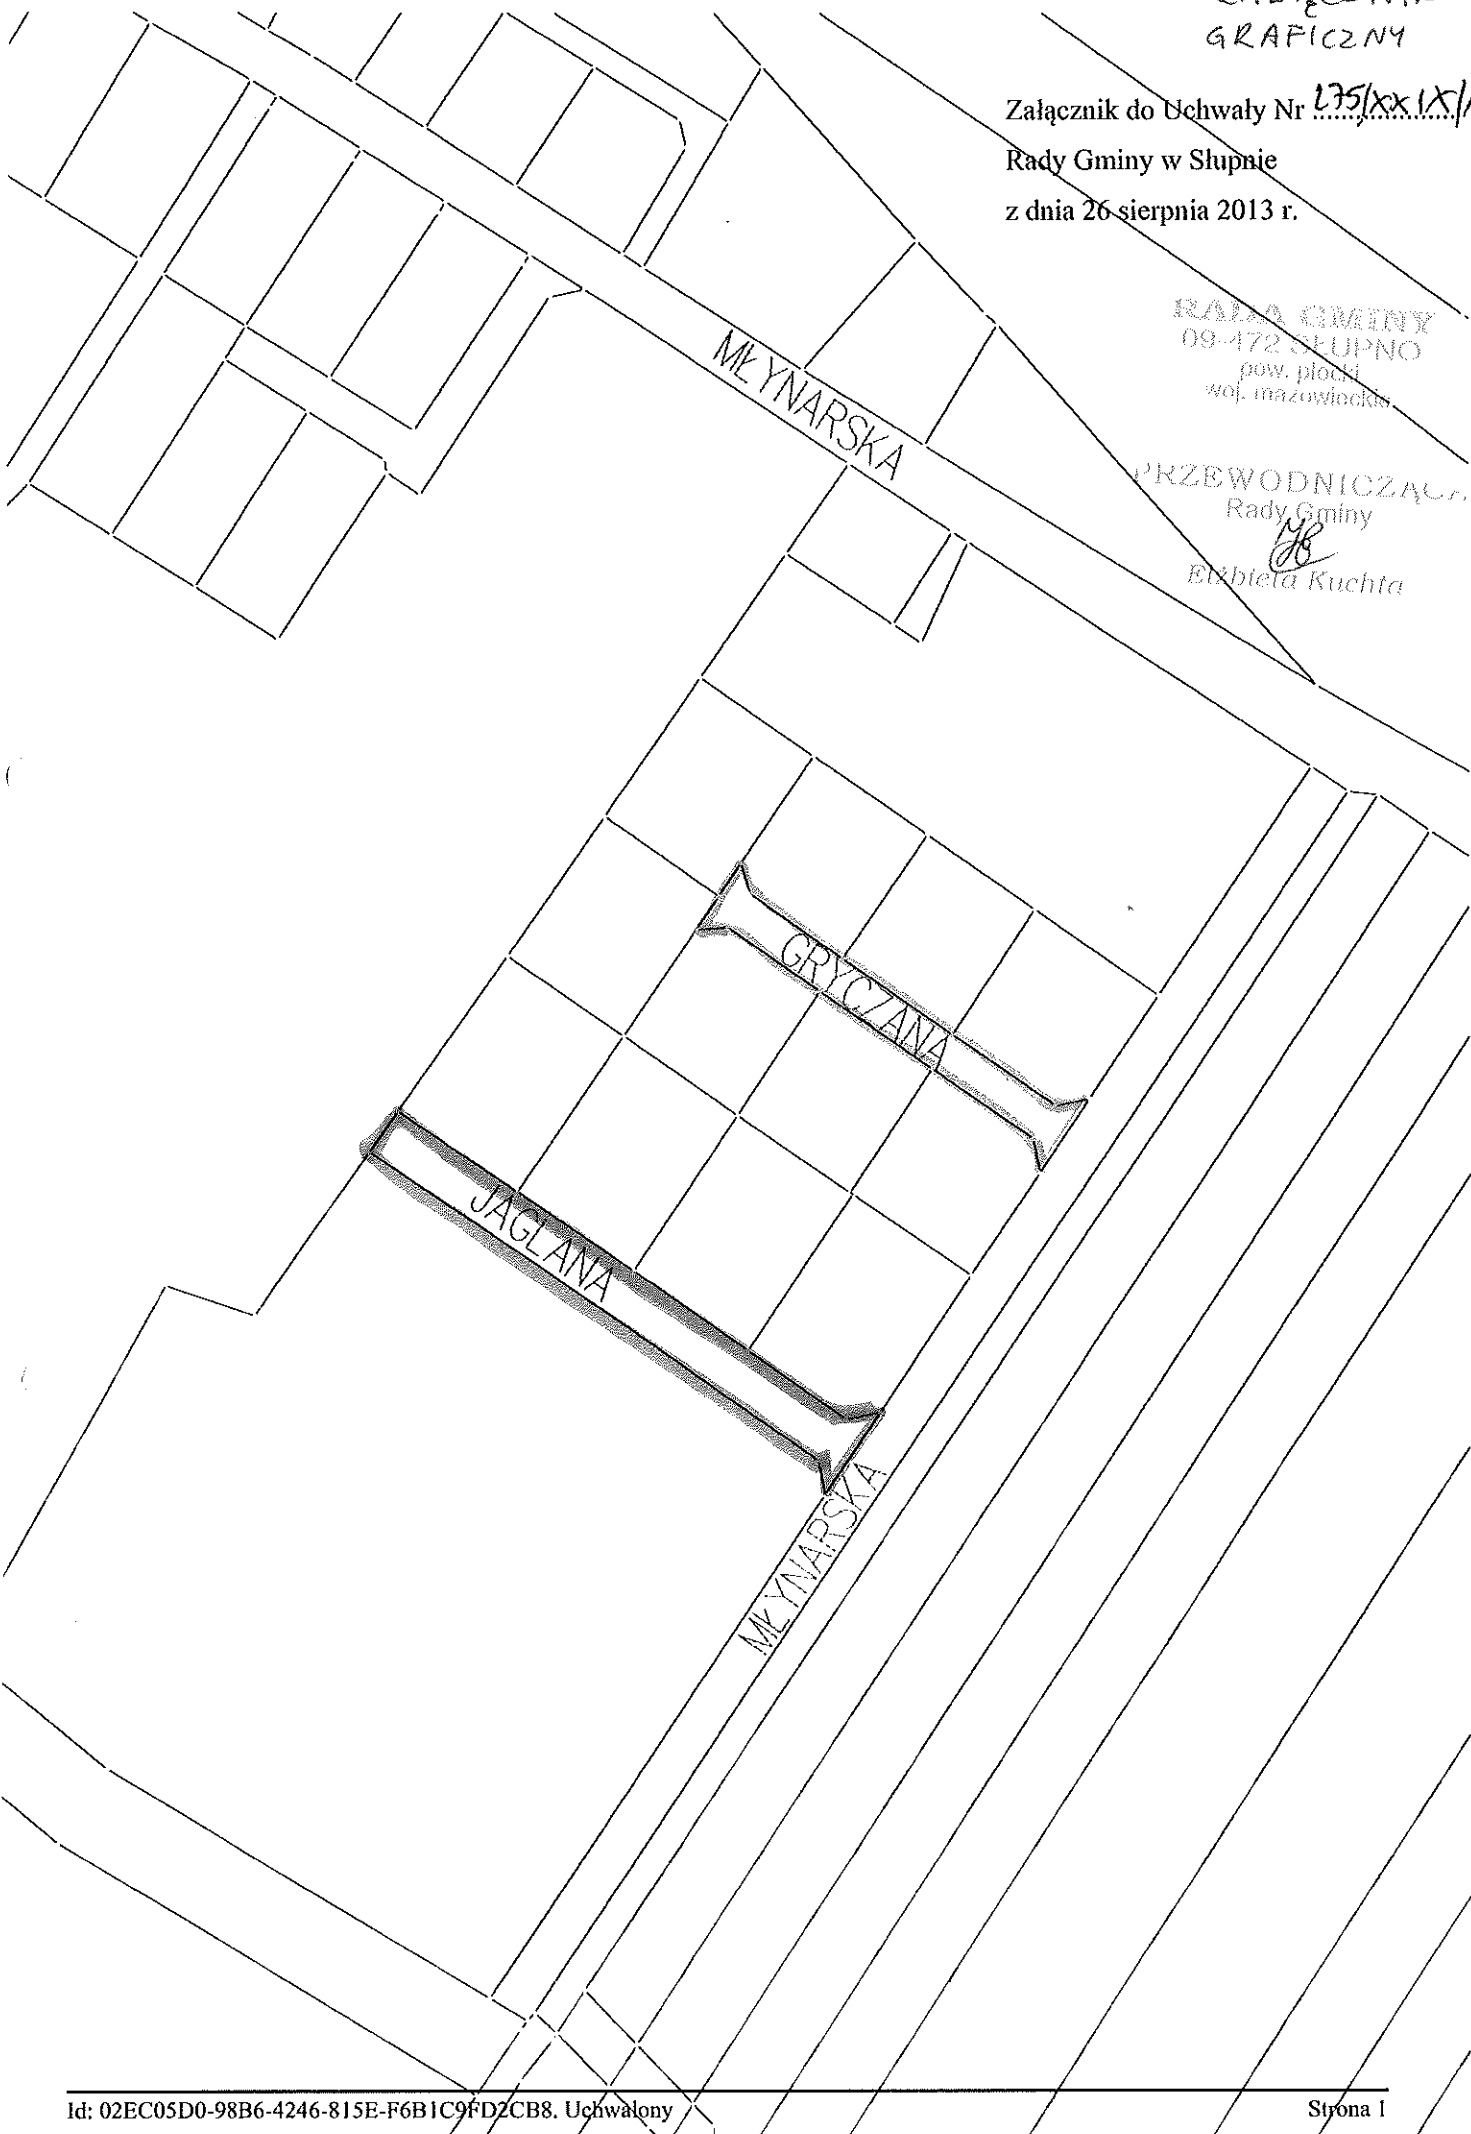 GRAFICZNY
Załącznik do Uchwały Nr 275/XXIX/
Rady Gminy w Słupnie
z dnia 26 sierpnia 2013 r.
RADA GMINY
09-472 SŁUPNO
pow. płocki
woj. mazowieckie
Rady Gminy
Elżbieta Kuchta
MŁYNARSKA
GRYCZANA
JAGLANA
MŁYNARSKA
Id: 02EC05D0-98B6-4246-815E-F6B1C9FD2CB8. Uchwalony
Strona 1